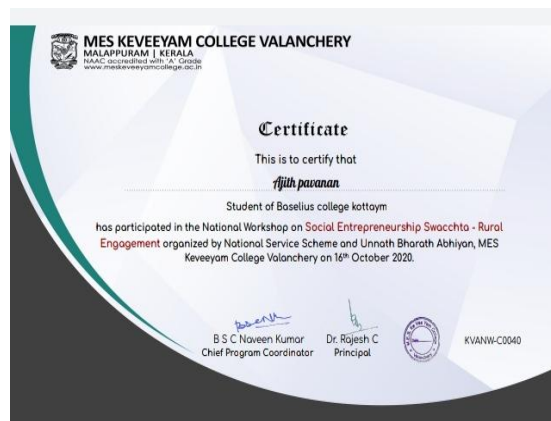 MES KEVEEYAM COLLEGE VALANCHERY
MALAPPURAM | KERALA
NAAC accredited with 'A' Grade
www.meskeveeyamcollege.ac.in
Certificate
This is to certify that
Ajith pavanan
Student of Baselius college kottaym
has participated in the National Workshop on Social Entrepreneurship Swacchta - Rural
Engagement organized by National Service Scheme and Unnath Bharath Abhiyan, MES
Keveeyam College Valanchery on 16th October 2020.
B S C Naveen Kumar
Chief Program Coordinator
Dr. Rajesh C
Principal
KVANW-C0040